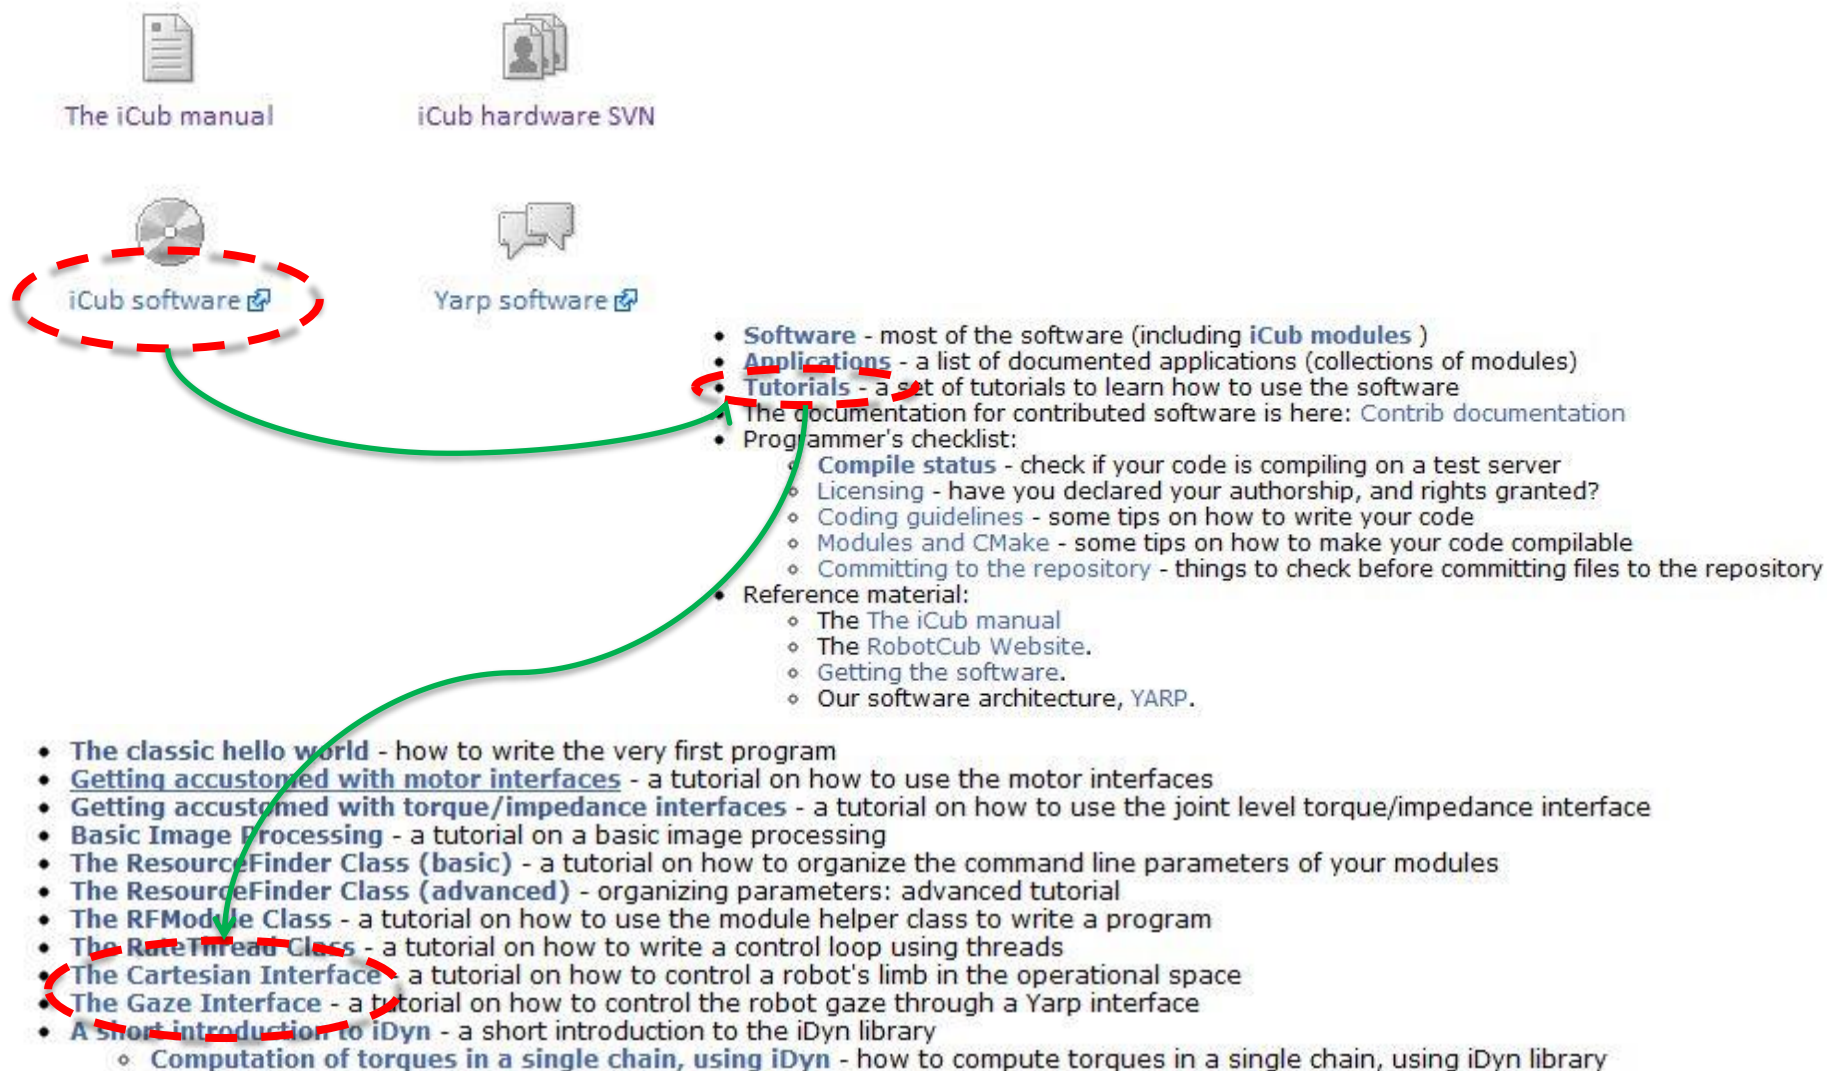 The iCub manual
iCub hardware SVN
iCub software
Yarp software
• Software - most of the software (including iCub modules )
• Applications - a list of documented applications (collections of modules)
• Tutorials - a set of tutorials to learn how to use the software
• The documentation for contributed software is here: Contrib documentation
• Programmer's checklist:
◦ Compile status - check if your code is compiling on a test server
◦ Licensing - have you declared your authorship, and rights granted?
◦ Coding guidelines - some tips on how to write your code
◦ Modules and CMake - some tips on how to make your code compilable
◦ Committing to the repository - things to check before committing files to the repository
• Reference material:
◦ The The iCub manual
◦ The RobotCub Website.
◦ Getting the software.
◦ Our software architecture, YARP.
• The classic hello world - how to write the very first program
• Getting accustomed with motor interfaces - a tutorial on how to use the motor interfaces
• Getting accustomed with torque/impedance interfaces - a tutorial on how to use the joint level torque/impedance interface
• Basic Image Processing - a tutorial on a basic image processing
• The ResourceFinder Class (basic) - a tutorial on how to organize the command line parameters of your modules
• The ResourceFinder Class (advanced) - organizing parameters: advanced tutorial
• The RFModule Class - a tutorial on how to use the module helper class to write a program
• The RateThread Class - a tutorial on how to write a control loop using threads
• The Cartesian Interface - a tutorial on how to control a robot's limb in the operational space
• The Gaze Interface - a tutorial on how to control the robot gaze through a Yarp interface
• A short introduction to iDyn - a short introduction to the iDyn library
◦ Computation of torques in a single chain, using iDyn - how to compute torques in a single chain, using iDyn library